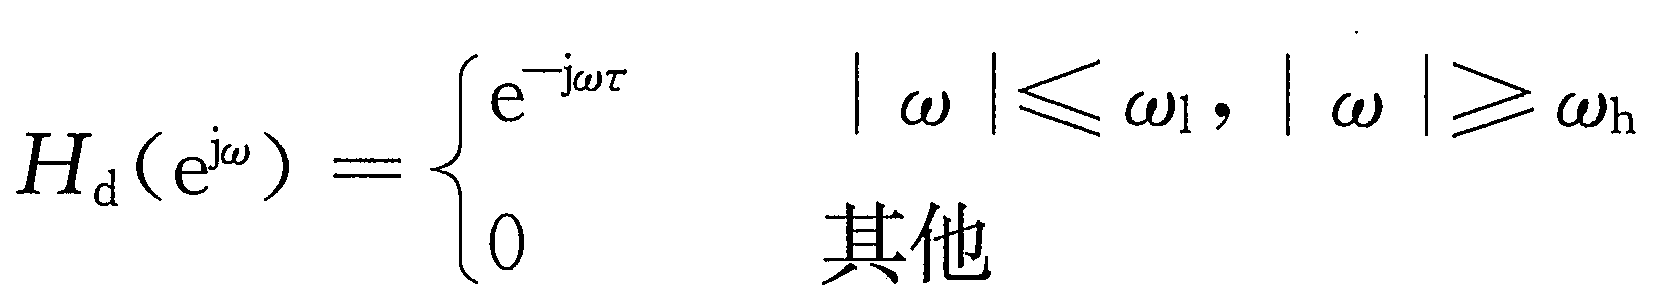 H_d(e^{jω}) = { e^{−jωτ}  | ω |⩽ω_l, | ω |⩾ω_h
0  其他